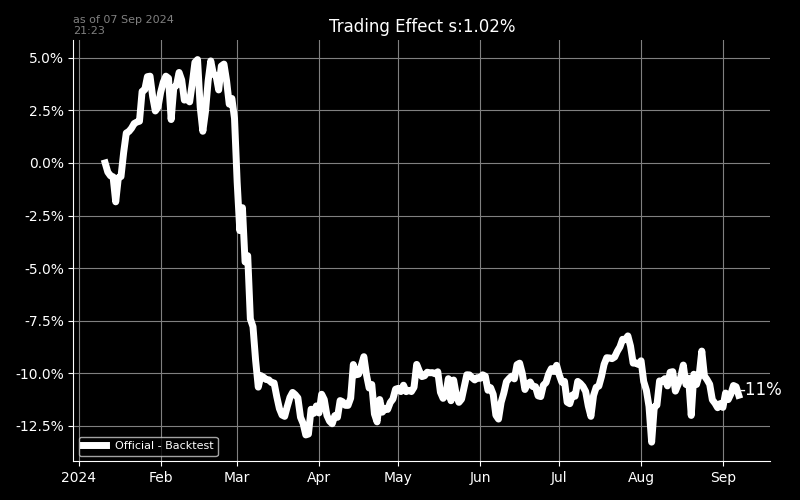 as of 07 Sep 2024
21:23
Trading Effect s:1.02%
5.0%
2.5%
0.0%
-2.5%
-5.0%
-7.5%
-10.0%
-12.5%
-11%
Official - Backtest
2024 Feb Mar Apr May Jun Jul Aug Sep